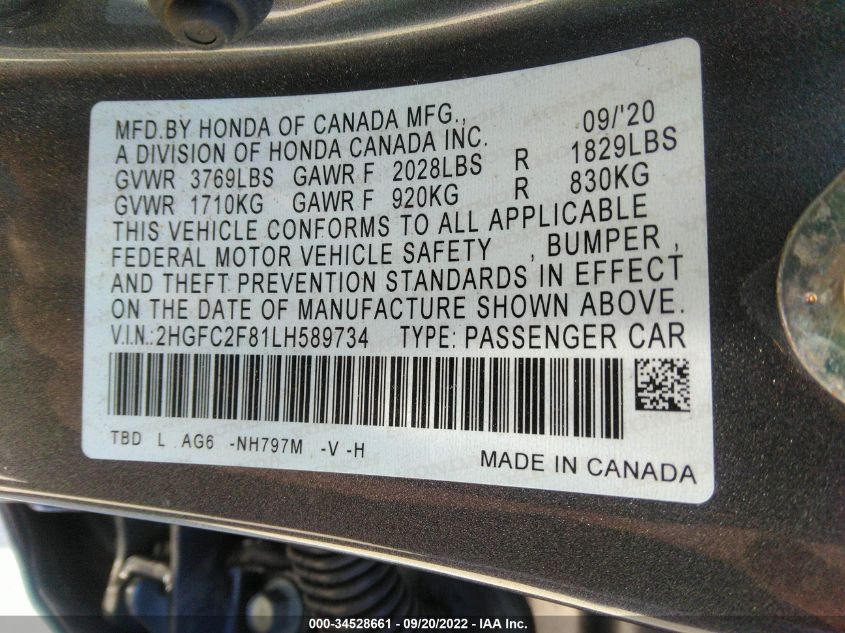 MFD.BY HONDA OF CANADA MFG., 09/'20
A DIVISION OF HONDA CANADA INC.
GVWR 3769LBS GAWR F 2028LBS R 1829LBS
GVWR 1710KG GAWR F 920KG R 830KG
THIS VEHICLE CONFORMS TO ALL APPLICABLE
FEDERAL MOTOR VEHICLE SAFETY , BUMPER ,
AND THEFT PREVENTION STANDARDS IN EFFECT
ON THE DATE OF MANUFACTURE SHOWN ABOVE.
V.I.N.:2HGFC2F81LH589734 TYPE: PASSENGER CAR
TBD L AG6 -NH797M -V -H
MADE IN CANADA
000-34528661 - 09/20/2022 - IAA Inc.